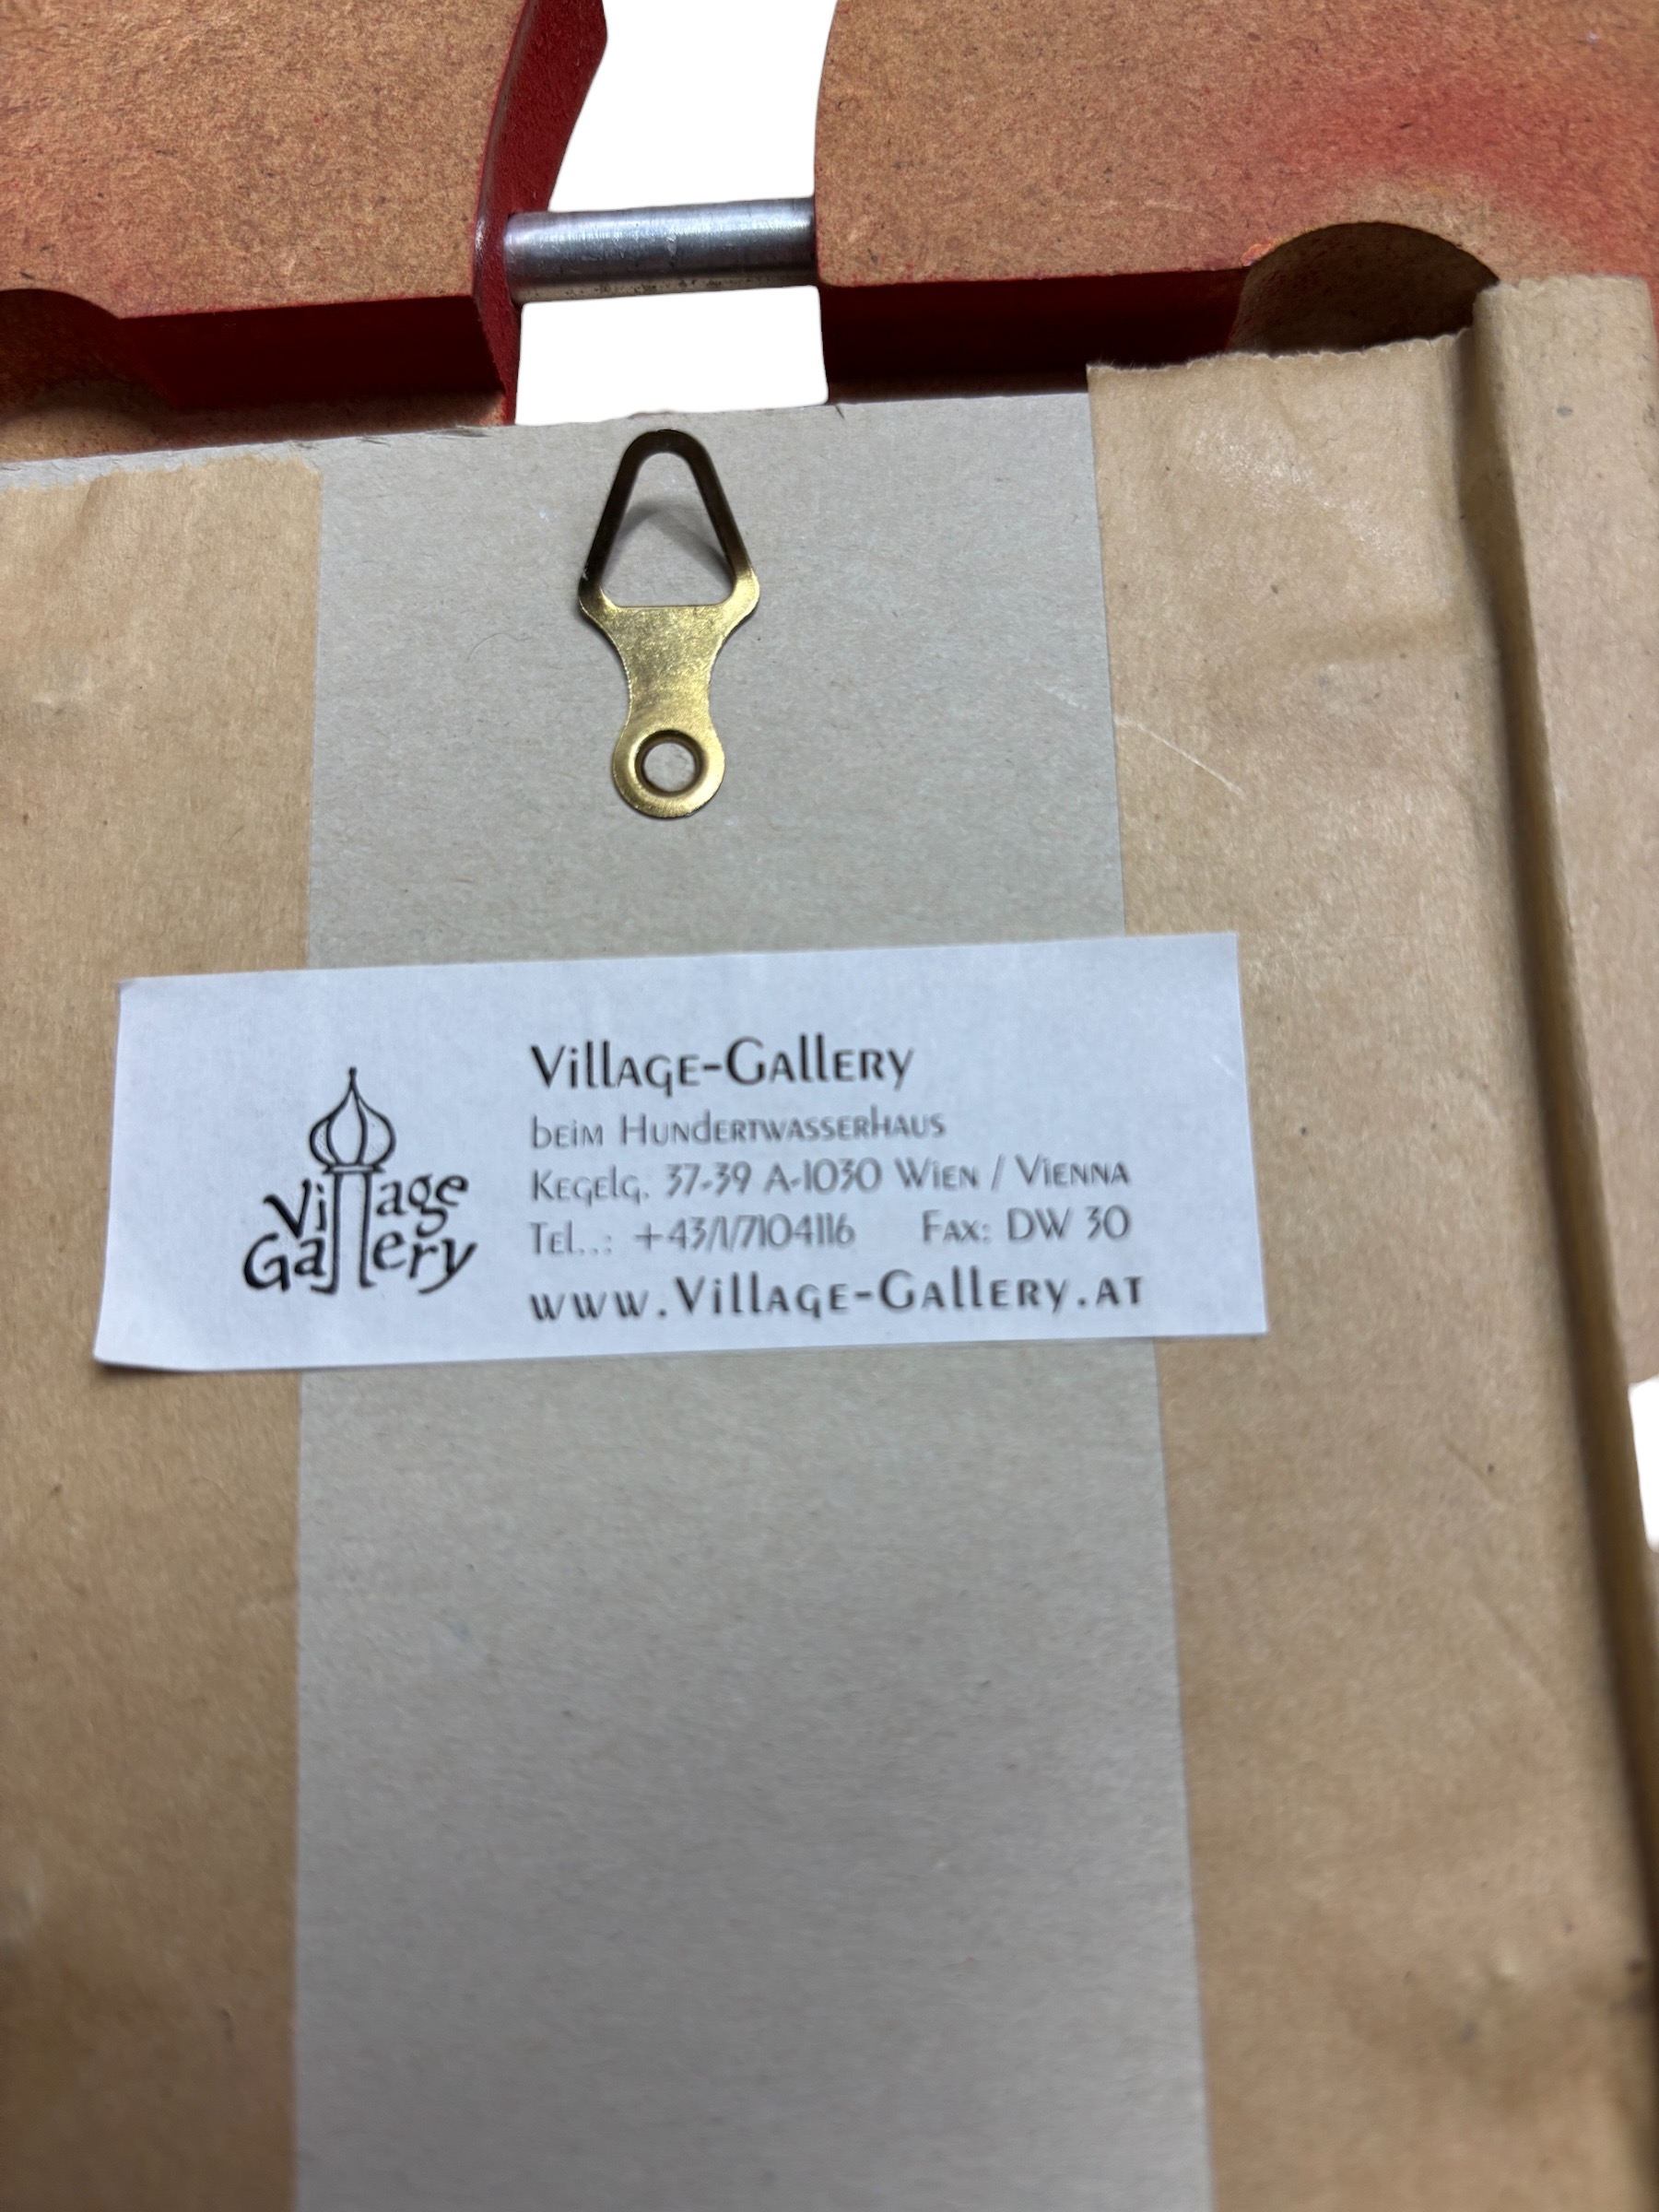 Village Gallery
Village-Gallery
beim Hundertwasserhaus
Kegelg. 37-39 A-1030 Wien / Vienna
Tel..: +43/1/7104116 Fax: DW 30
www.Village-Gallery.at